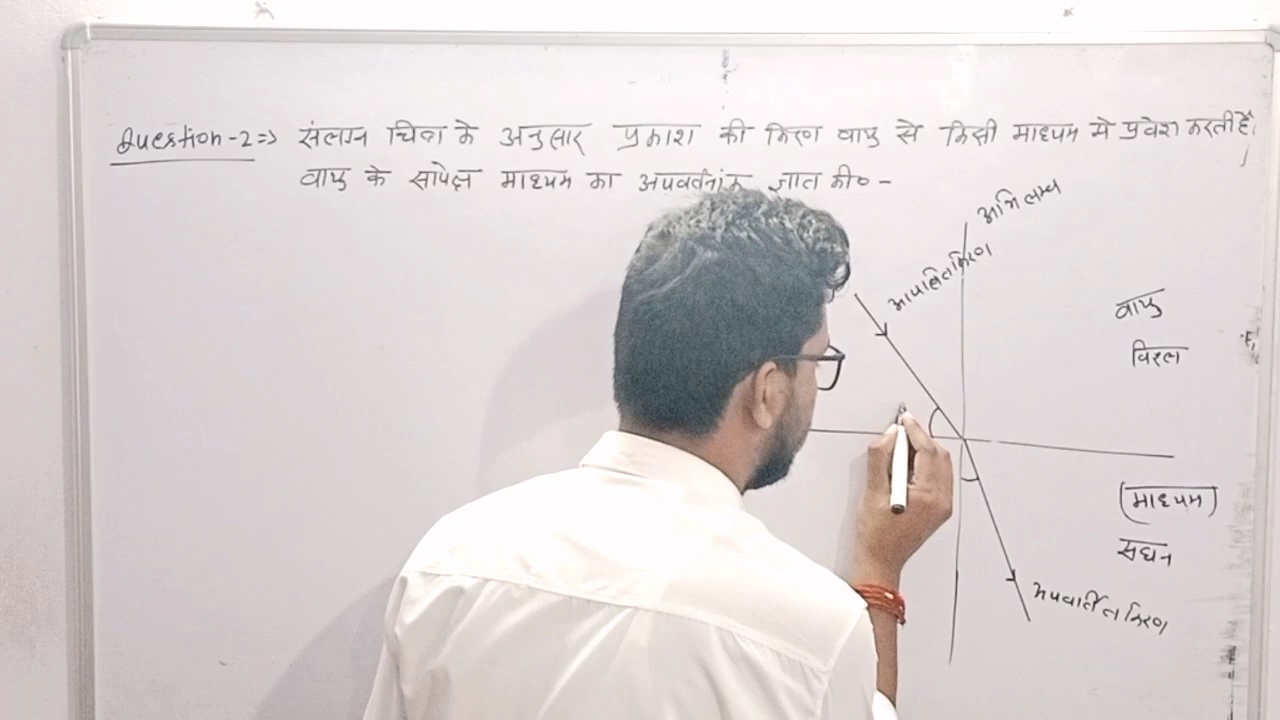 Question-2⇒ संलग्न चित्र के अनुसार प्रकाश की किरण वायु से किसी माध्यम मे प्रवेश करती है,
वायु के सापेक्ष माध्यम का अपवर्तनांक ज्ञात की० -
अभिलम्ब
आपतित किरण
वायु
विरल
(माध्यम)
सघन
अपवर्तित किरण